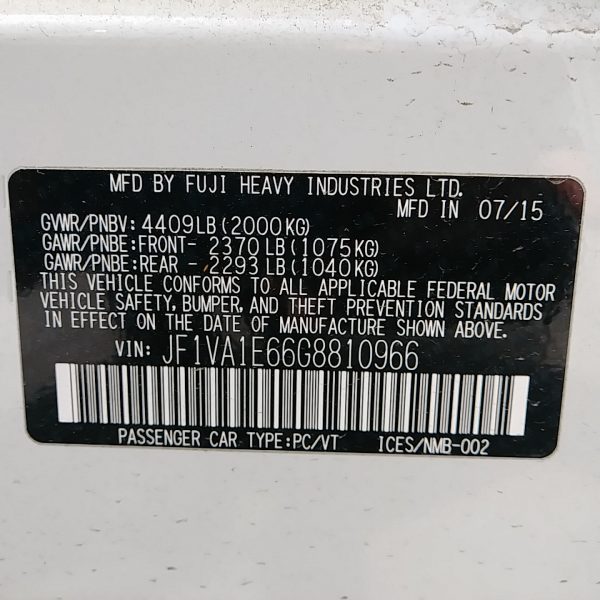 MFD BY FUJI HEAVY INDUSTRIES LTD.
MFD IN 07/15
GVWR/PNBV: 4409LB(2000KG)
GAWR/PNBE:FRONT- 2370LB(1075KG)
GAWR/PNBE:REAR - 2293LB(1040KG)
THIS VEHICLE CONFORMS TO ALL APPLICABLE FEDERAL MOTOR
VEHICLE SAFETY, BUMPER, AND THEFT PREVENTION STANDARDS
IN EFFECT ON THE DATE OF MANUFACTURE SHOWN ABOVE.
VIN: JF1VA1E66G8810966
PASSENGER CAR TYPE:PC/VT ICES/NMB-002